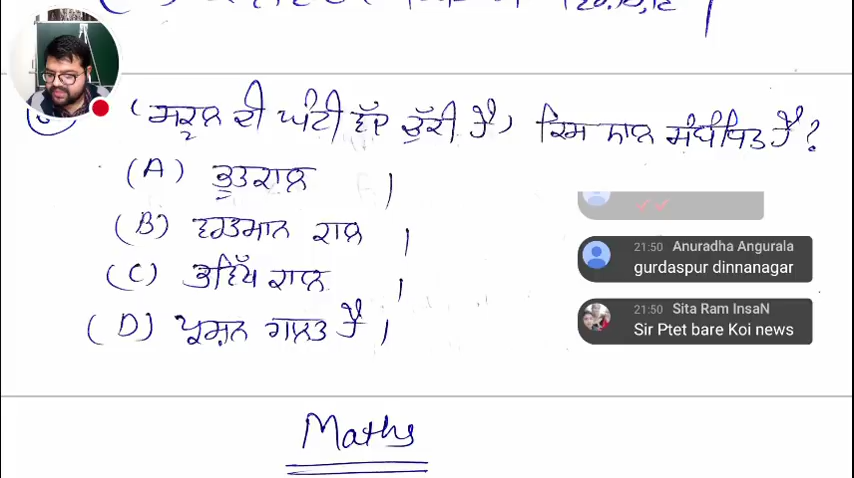 (ਸਕੂਲ ਦੀ ਘੰਟੀ ਵੱਜ ਚੁੱਕੀ ਹੈ, ਕਿਸ ਨਾਲ ਸੰਬੰਧਿਤ ਹੈ?
(A) ਭੂਤਕਾਲ ।
(B) ਵਰਤਮਾਨ ਕਾਲ ।
(C) ਭਵਿੱਖ ਕਾਲ ।
(D) ਪ੍ਰਸ਼ਨ ਗਲਤ ਹੈ ।
21:50 Anuradha Angurala
gurdaspur dinnanagar
21:50 Sita Ram InsaN
Sir Ptet bare Koi news
Maths